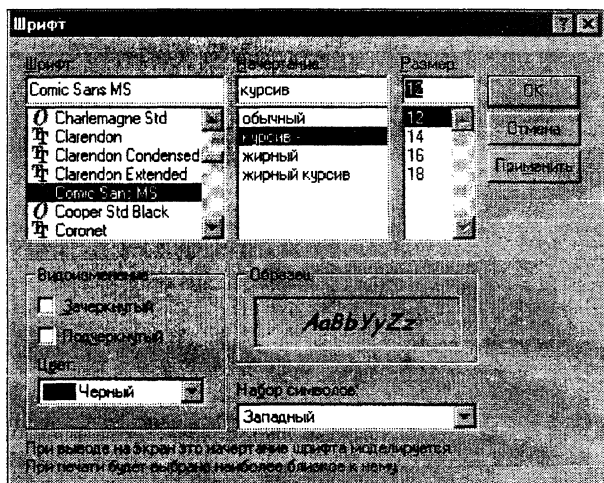 Шрифт
Шрифт:
Начертание:
Размер:
Comic Sans MS
курсив
12
OK
Charlemagne Std
обычный
12
Отмена
Clarendon
курсив
14
Clarendon Condensed
жирный
16
Применить
Clarendon Extended
жирный курсив
18
Comic Sans MS
Cooper Std Black
Coronet
Видоизменение
Образец
Зачеркнутый
AaBbYyZz
Подчеркнутый
Цвет:
Черный
Набор символов:
Западный
При выводе на экран это начертание шрифта моделируется.
При печати будет выбрано наиболее близкое к нему.